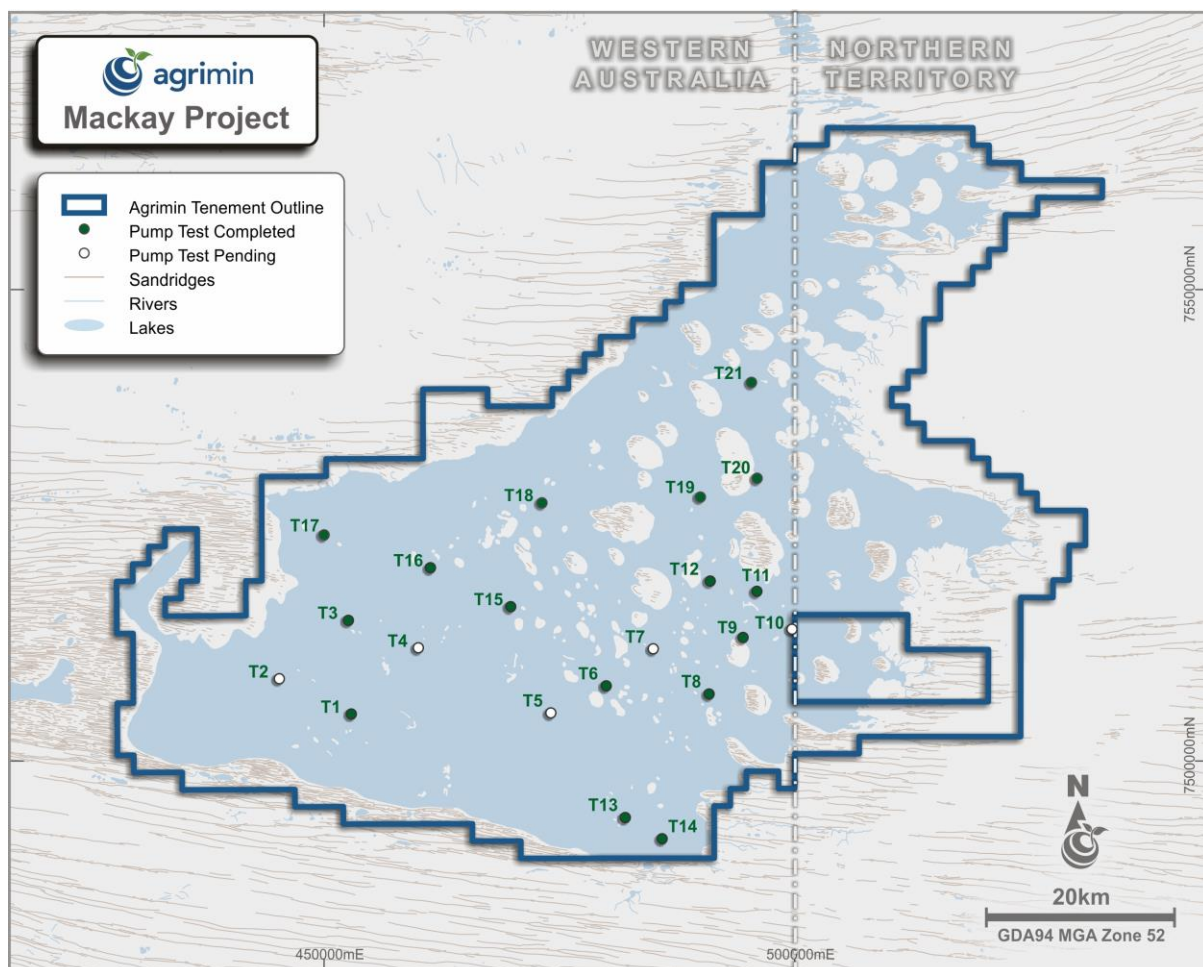 agrimin
Mackay Project
WESTERN
AUSTRALIA
NORTHERN
TERRITORY
Agrimin Tenement Outline
Pump Test Completed
Pump Test Pending
Sandridges
Rivers
Lakes
7550000mN
T21
T20
T19
T18
T17
T16
T12
T11
T15
T3
T10
T9
T7
T4
T2
T6
T8
T5
T1
7500000mN
T13
T14
N
20km
GDA94 MGA Zone 52
450000mE
500000mE